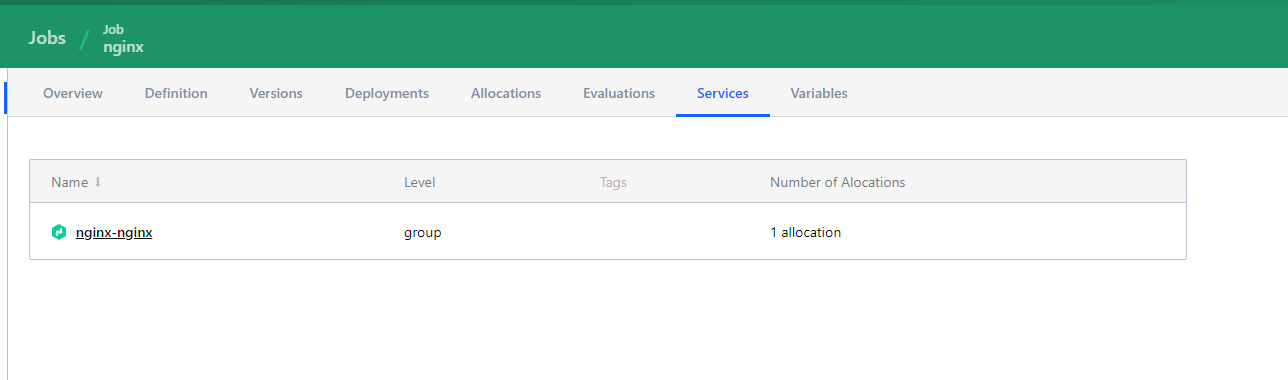 Jobs / Job
nginx
Overview Definition Versions Deployments Allocations Evaluations Services Variables
Name Level Tags Number of Alocations
nginx-nginx group 1 allocation